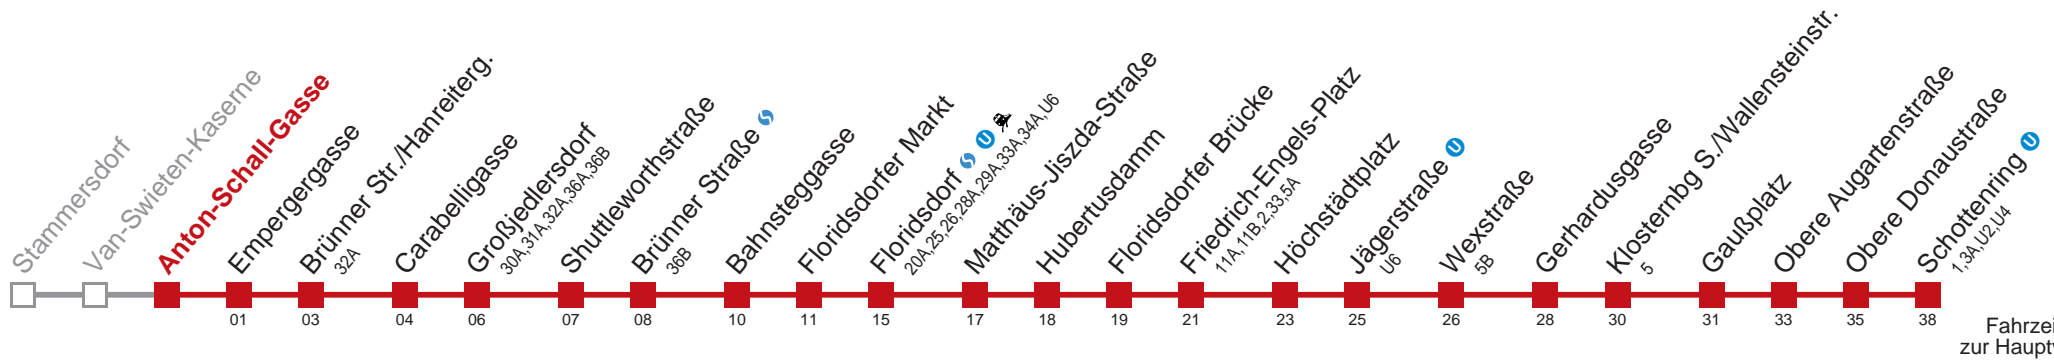 Stammersdorf
Van-Swieten-Kaserne
Anton-Schall-Gasse
Empergergasse
01
Brünner Str./Hanreiterg.
32A
03
Carabelligasse
04
Großjedlersdorf
30A,31A,32A,36A,36B
06
Shuttleworthstraße
07
Brünner Straße S
36B
08
Bahnsteggasse
10
Floridsdorfer Markt
11
Floridsdorf S U
20A,25,26,28A,29A,33A,34A,U6
15
Matthäus-Jiszda-Straße
17
Hubertusdamm
18
Floridsdorfer Brücke
19
Friedrich-Engels-Platz
11A,11B,2,33,5A
21
Höchstädtplatz
23
Jägerstraße U
U6
25
Wexstraße
5B
26
Gerhardusgasse
28
Klosternbg S./Wallensteinstr.
5
30
Gaußplatz
31
Obere Augartenstraße
33
Obere Donaustraße
35
Schottenring U
1,3A,U2,U4
38
zur